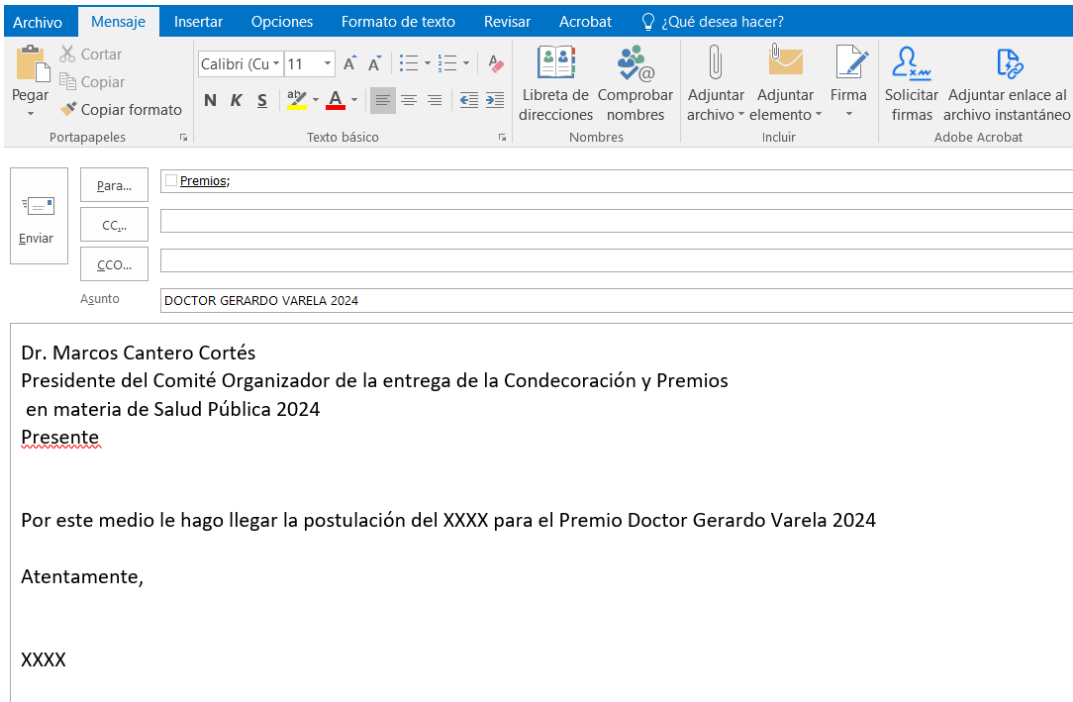 Archivo Mensaje Insertar Opciones Formato de texto Revisar Acrobat ¿Qué desea hacer?
Pegar
Cortar
Copiar
Copiar formato
Portapapeles
Calibri (Cu 11
N K S
Texto básico
Libreta de direcciones
Comprobar nombres
Nombres
Adjuntar archivo
Adjuntar elemento
Firma
Incluir
Solicitar firmas
Adjuntar enlace al archivo instantáneo
Adobe Acrobat
Enviar
Para...
Premios;
CC...
CCO...
Asunto
DOCTOR GERARDO VARELA 2024
Dr. Marcos Cantero Cortés
Presidente del Comité Organizador de la entrega de la Condecoración y Premios
en materia de Salud Pública 2024
Presente
Por este medio le hago llegar la postulación del XXXX para el Premio Doctor Gerardo Varela 2024
Atentamente,
XXXX